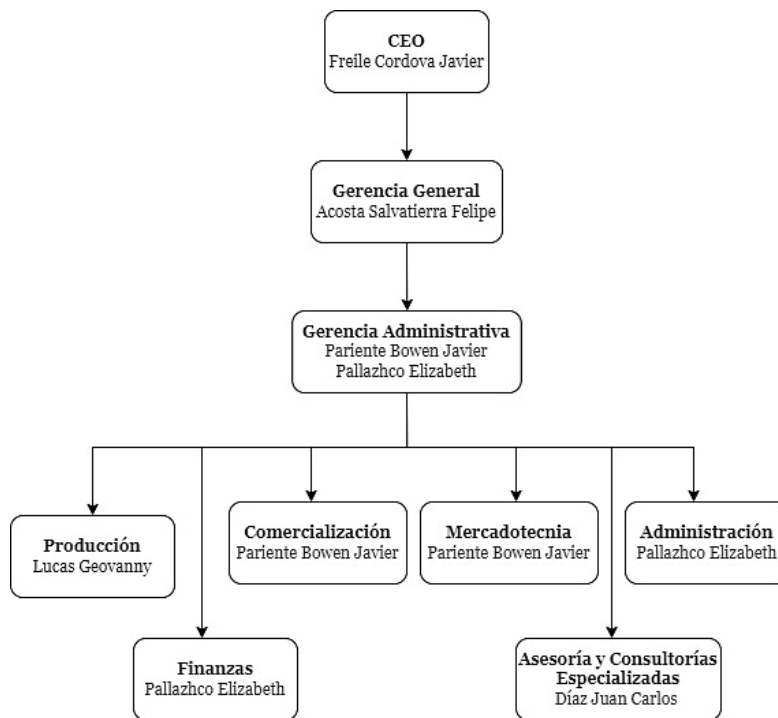 CEO
Freile Cordova Javier
Gerencia General
Acosta Salvatierra Felipe
Gerencia Administrativa
Pariente Bowen Javier
Pallazhco Elizabeth
Producción
Lucas Geovanny
Comercialización
Pariente Bowen Javier
Mercadotecnia
Pariente Bowen Javier
Administración
Pallazhco Elizabeth
Finanzas
Pallazhco Elizabeth
Asesoría y Consultorías
Especializadas
Díaz Juan Carlos